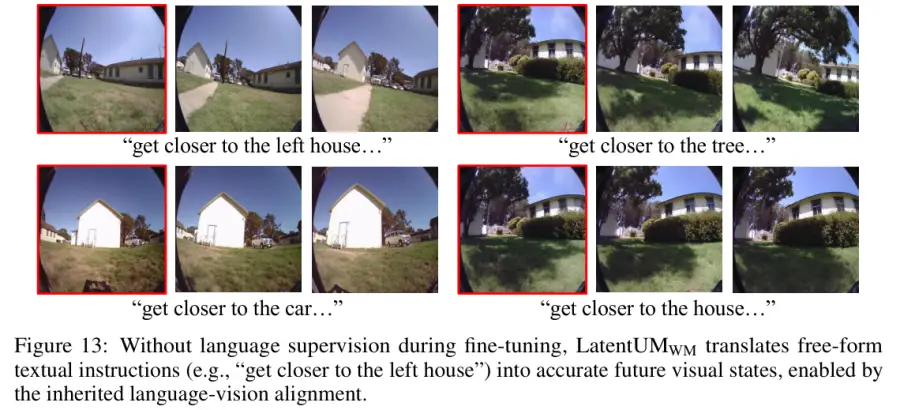 “get closer to the left house…”
“get closer to the tree…”
“get closer to the car…”
“get closer to the house…”
Figure 13: Without language supervision during fine-tuning, LatentUMWM translates free-form
textual instructions (e.g., “get closer to the left house”) into accurate future visual states, enabled by
the inherited language-vision alignment.